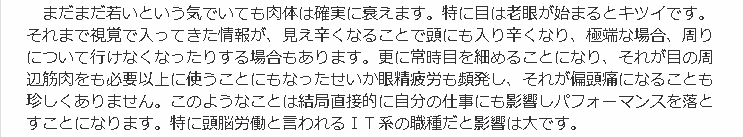 まだまだ若いという気でいても肉体は確実に衰えます。特に目は老眼が始まるとキツイです。
それまで視覚で入ってきた情報が、見え辛くなることで頭にも入り辛くなり、極端な場合、周り
について行けなくなったりする場合もあります。更に常時目を細めることになり、それが目の周
辺筋肉をも必要以上に使うことにもなったせいか眼精疲労も頻発し、それが偏頭痛になることも
珍しくありません。このようなことは結局直接的に自分の仕事にも影響しパフォーマンスを落と
すことになります。特に頭脳労働と言われるＩＴ系の職種だと影響は大です。